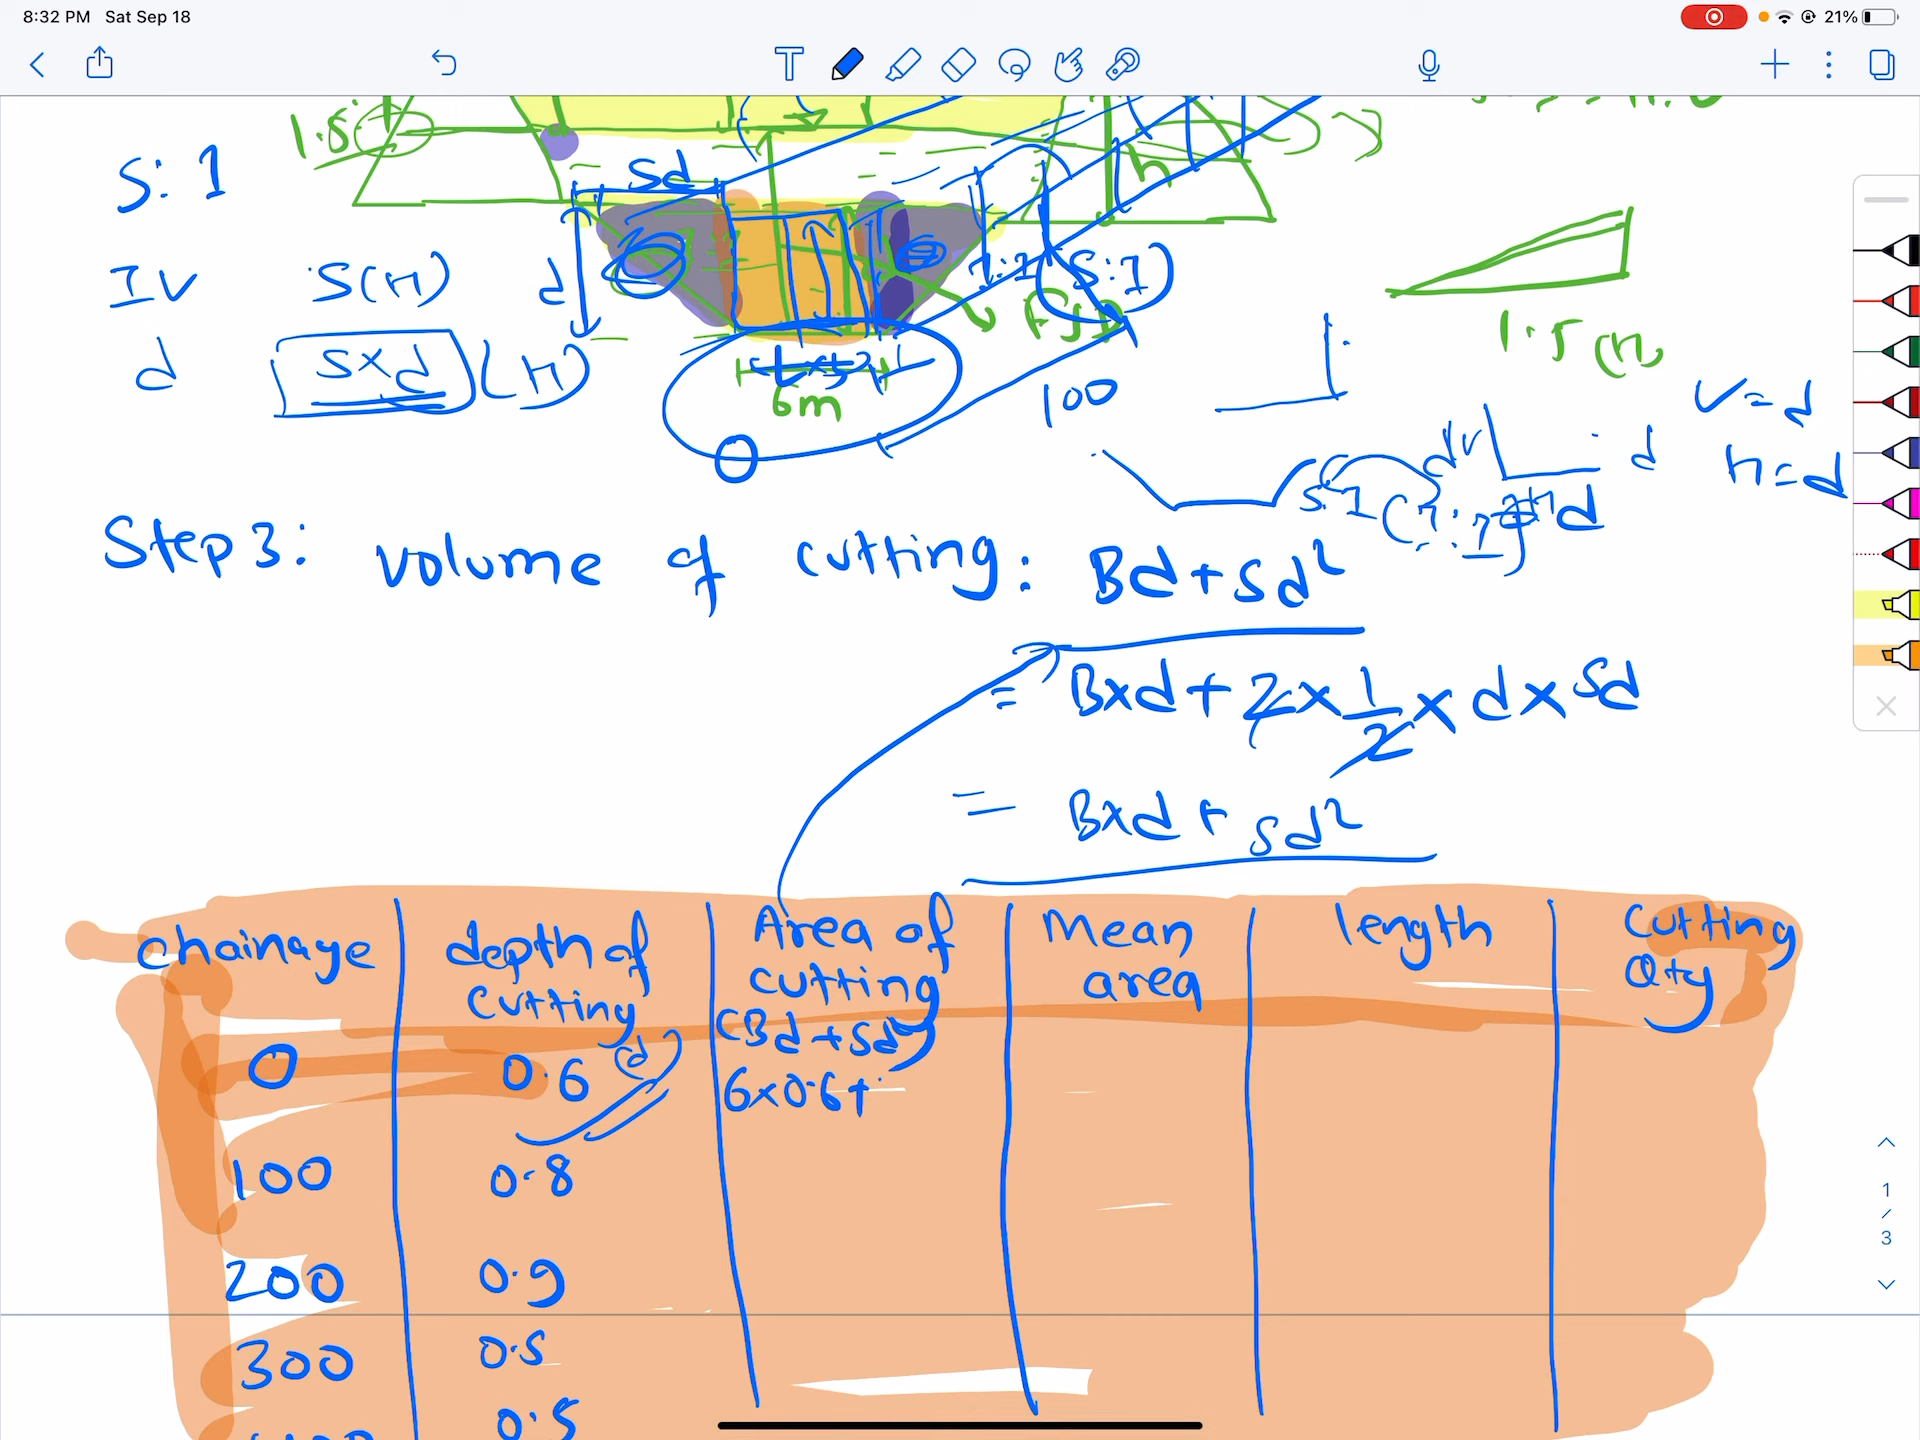 8:32 PM Sat Sep 18
21%
1.5
S:1
Sd
h
IV S(H) d
1:1 (S:1)
d S×d (H)
6m
100
1.5 (H)
V=d
H=d
d
Step 3: volume of cutting: Bd+Sd²
= B×d+2×1/2×d×Sd
= B×d+Sd²
chainage depth of cutting Area of cutting (Bd+Sd²) Mean area length Cutting Qty
0 0.6 (d) 6×0.6+
100 0.8
200 0.9
300 0.5
0.5
1
/
3